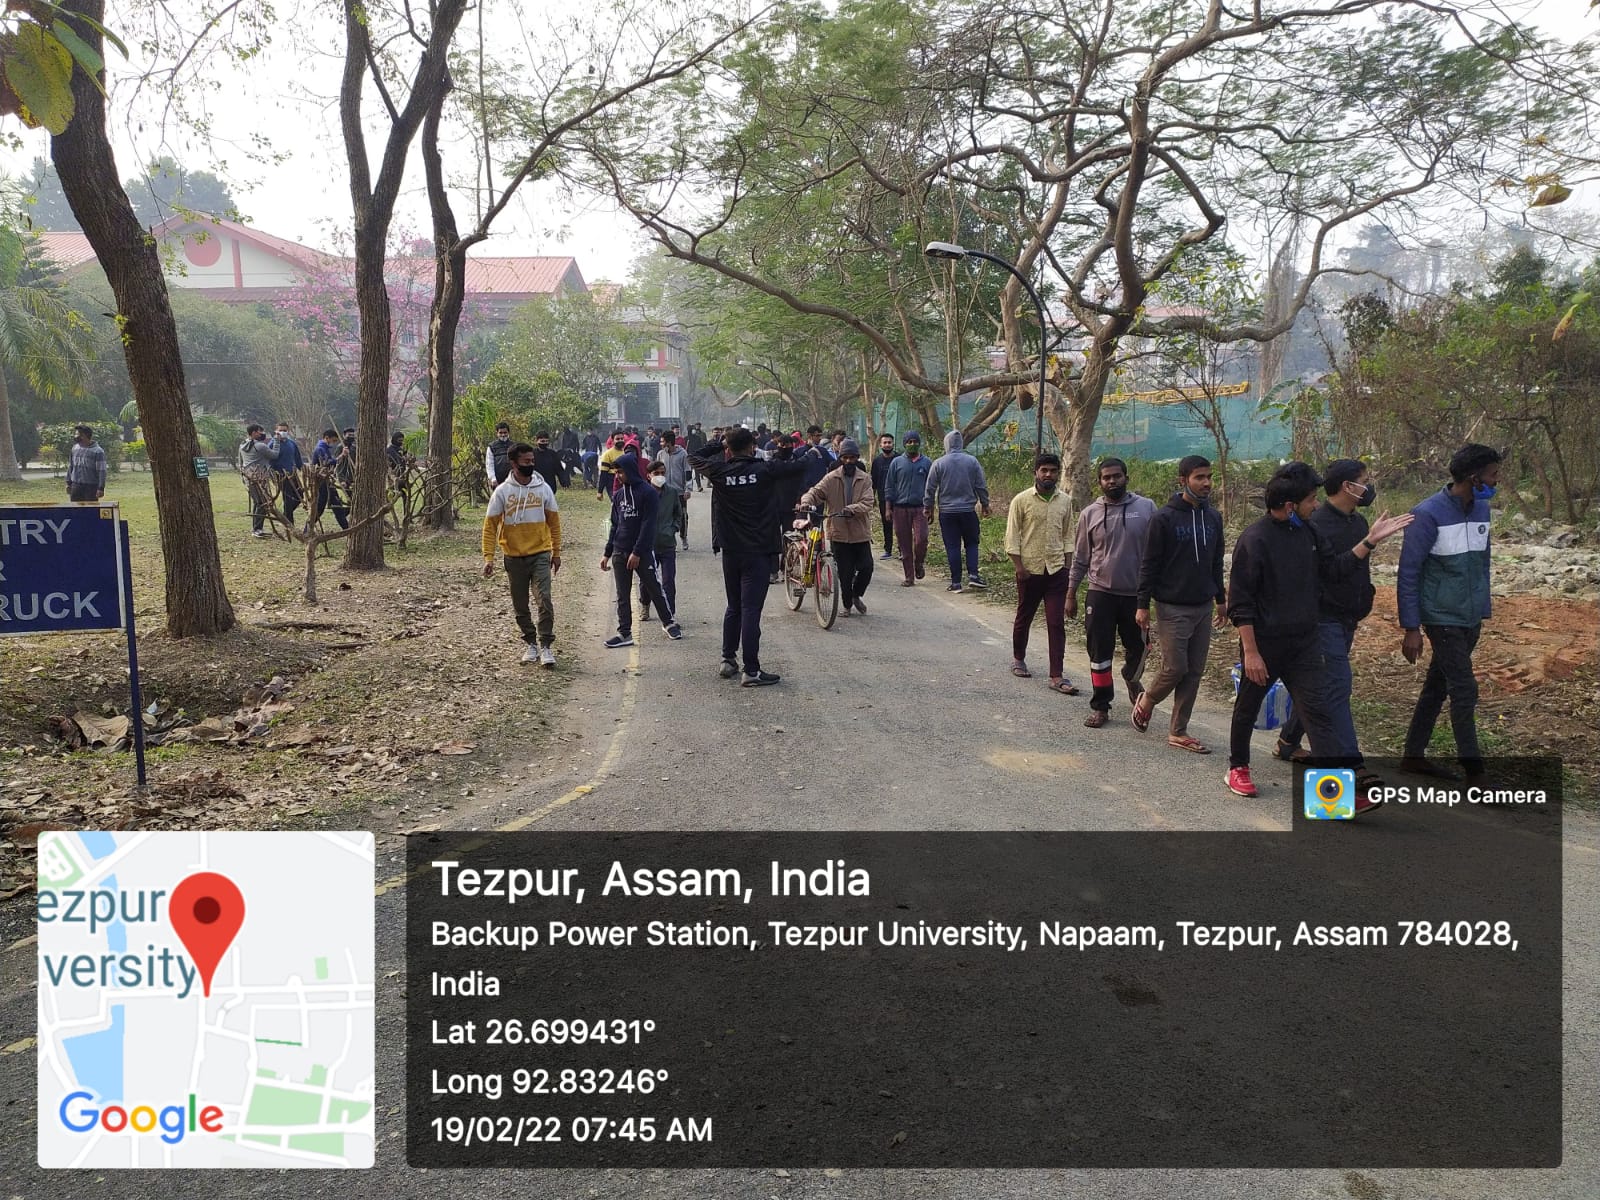 NSS
TRY
RUCK
GPS Map Camera
ezpur
versity
Google
Tezpur, Assam, India
Backup Power Station, Tezpur University, Napaam, Tezpur, Assam 784028,
India
Lat 26.699431°
Long 92.83246°
19/02/22 07:45 AM